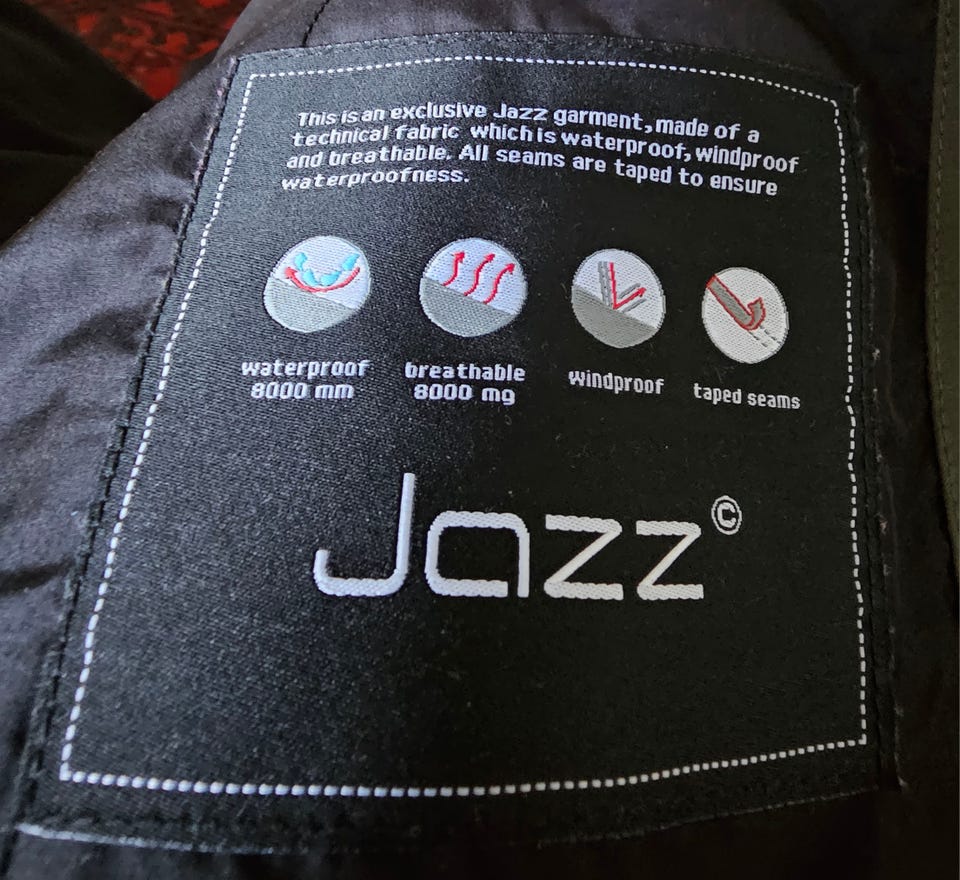 This is an exclusive Jazz garment, made of a
technical fabric which is waterproof, windproof
and breathable. All seams are taped to ensure
waterproofness.
waterproof
8000 mm
breathable
8000 mg
windproof
taped seams
Jazz©